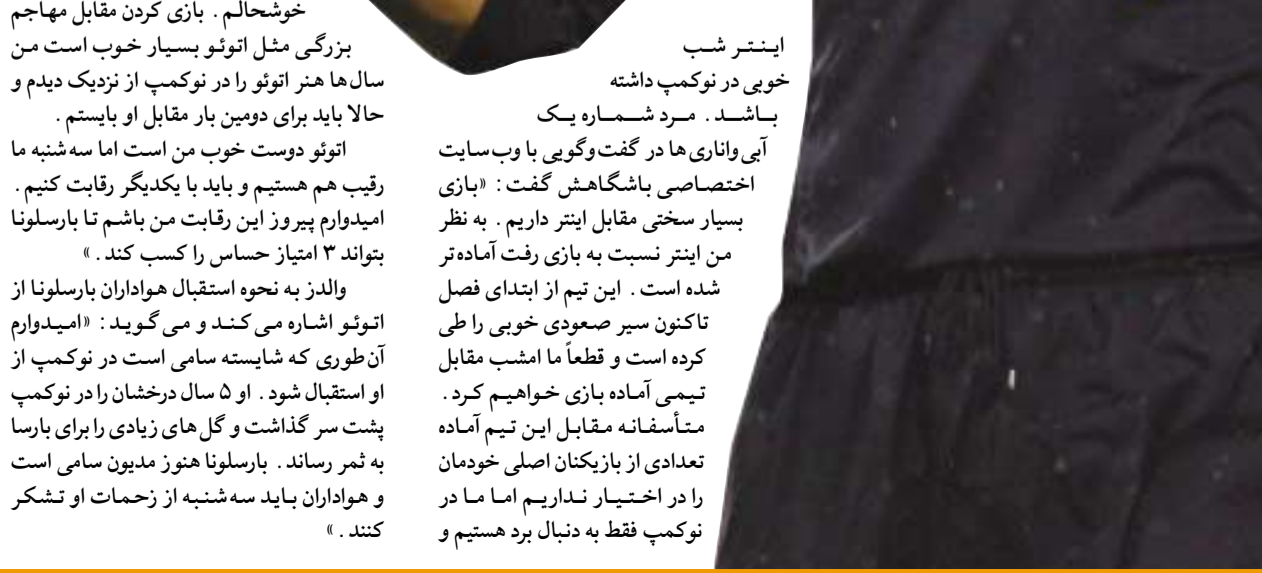 اینتر شب
خوبی در نوکمپ داشته
باشد. مرد شماره یک
آبی‌واناری‌ها در گفت‌وگویی با وب‌سایت
اختصاصی باشگاهش گفت: «بازی
بسیار سختی مقابل اینتر داریم. به نظر
من اینتر نسبت به بازی رفت آماده‌تر
شده است. این تیم از ابتدای فصل
تاکنون سیر صعودی خوبی را طی
کرده است و قطعاً ما امشب مقابل
تیمی آماده بازی خواهیم کرد.
متأسفانه مقابل این تیم آماده
تعدادی از بازیکنان اصلی خودمان
را در اختیار نداریم اما ما در
نوکمپ فقط به دنبال برد هستیم و
خوشحالم. بازی کردن مقابل مهاجم
بزرگی مثل اتوئو بسیار خوب است من
سال‌ها هنر اتوئو را در نوکمپ از نزدیک دیدم و
حالا باید برای دومین بار مقابل او بایستم.
اتوئو دوست خوب من است اما سه‌شنبه ما
رقیب هم هستیم و باید با یکدیگر رقابت کنیم.
امیدوارم پیروز این رقابت من باشم تا بارسلونا
بتواند ۳ امتیاز حساس را کسب کند.»
والدز به نحوه استقبال هواداران بارسلونا از
اتوئو اشاره می‌کند و می‌گوید: «امیدوارم
آن‌طوری که شایسته سامی است در نوکمپ از
او استقبال شود. او ۵ سال درخشان را در نوکمپ
پشت سر گذاشت و گل‌های زیادی را برای بارسا
به ثمر رساند. بارسلونا هنوز مدیون سامی است
و هواداران باید سه‌شنبه از زحمات او تشکر
کنند.»